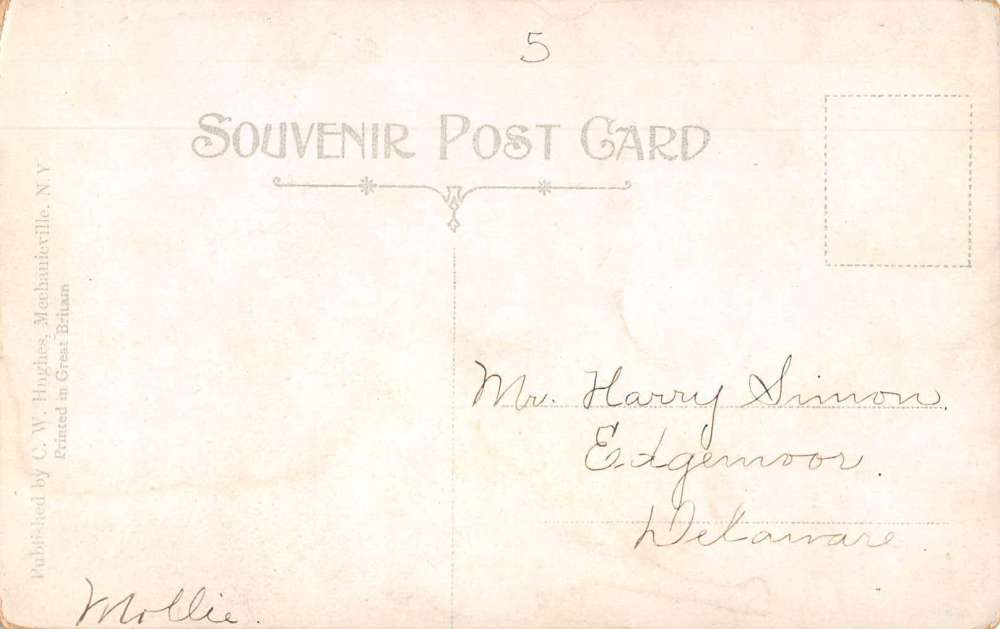 5
SOUVENIR POST CARD
Published by C. W. Hughes, Mechanicville, N.Y
Printed in Great Britain
Mr. Harry Simon.
Edgemoor.
Delaware
Mollie.